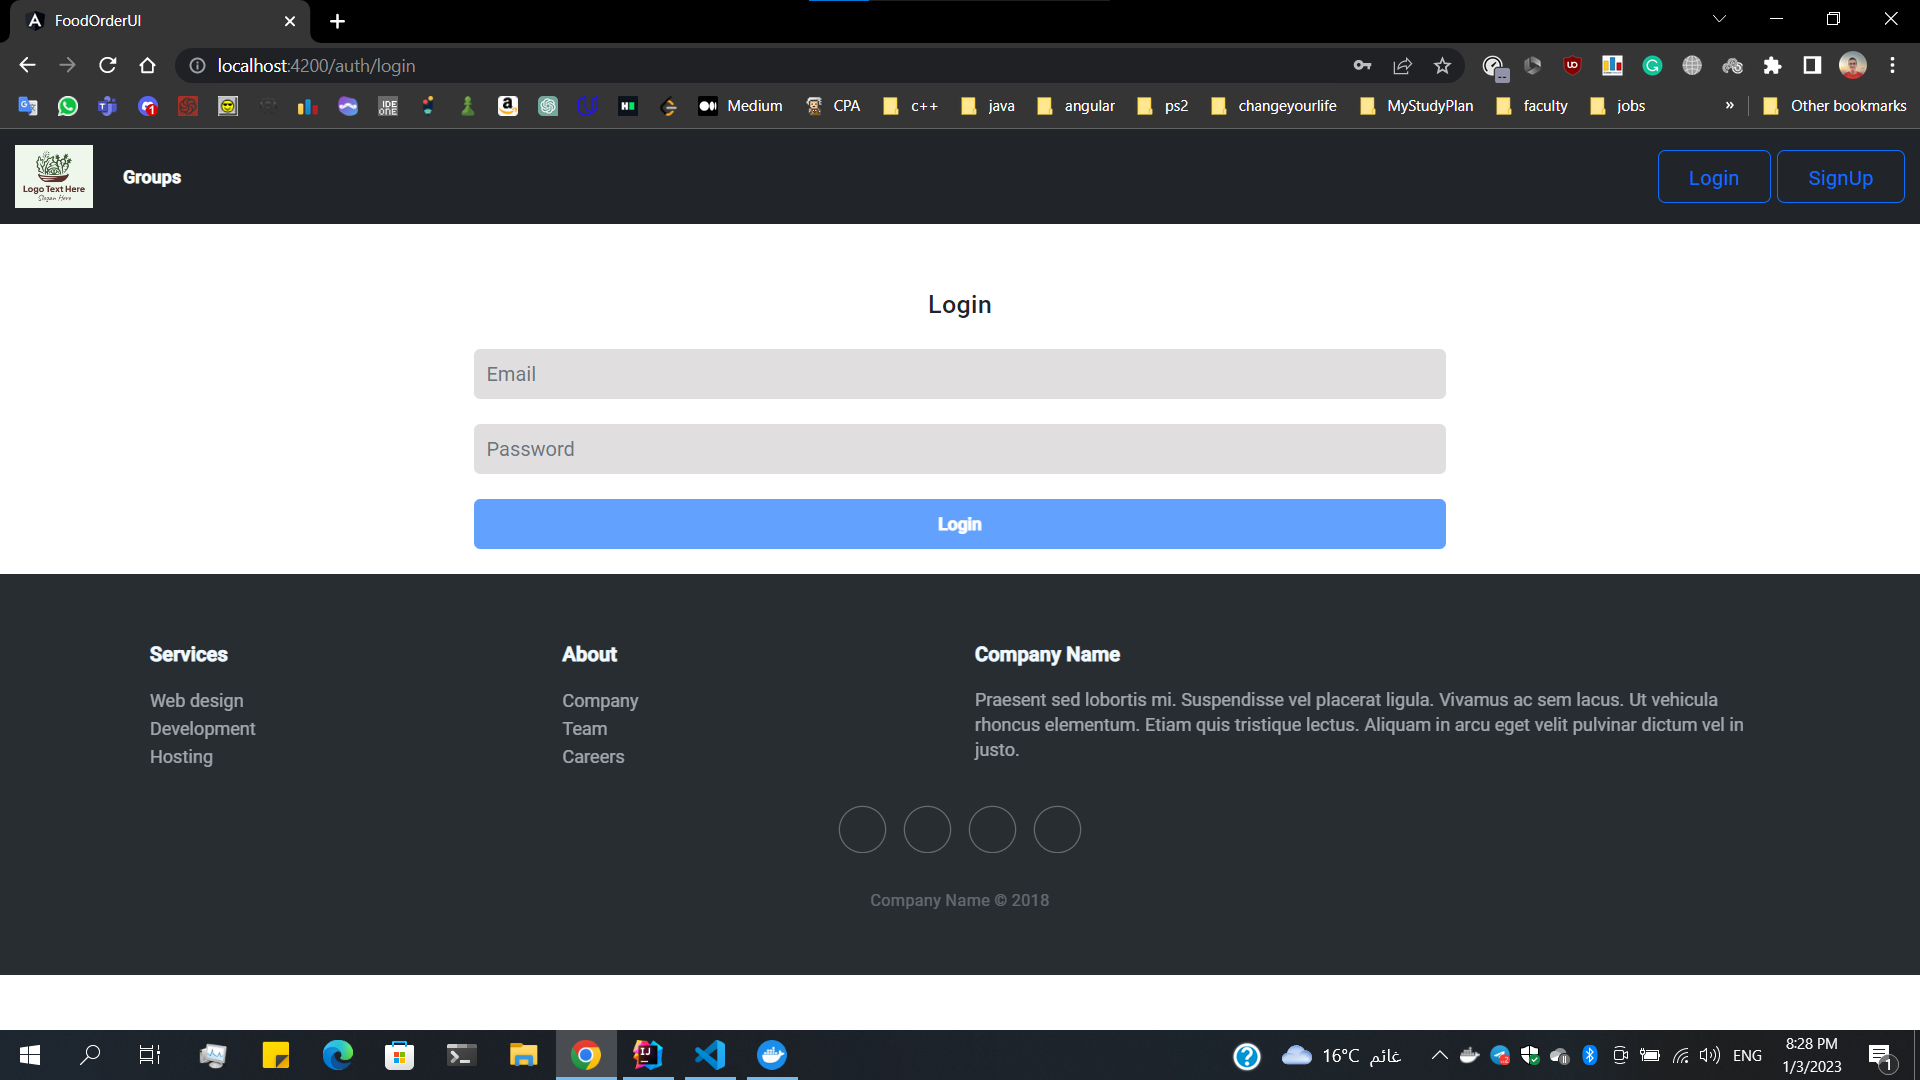 FoodOrderUI
localhost:4200/auth/login
Medium CPA c++ java angular ps2 changeyourlife MyStudyPlan faculty jobs » Other bookmarks
Logo Text Here
Slogan Here
Groups
Login SignUp
Login
Email
Password
Login
Services
Web design
Development
Hosting
About
Company
Team
Careers
Company Name
Praesent sed lobortis mi. Suspendisse vel placerat ligula. Vivamus ac sem lacus. Ut vehicula
rhoncus elementum. Etiam quis tristique lectus. Aliquam in arcu eget velit pulvinar dictum vel in
justo.
Company Name © 2018
16°C غائم
ENG
8:28 PM
1/3/2023
1